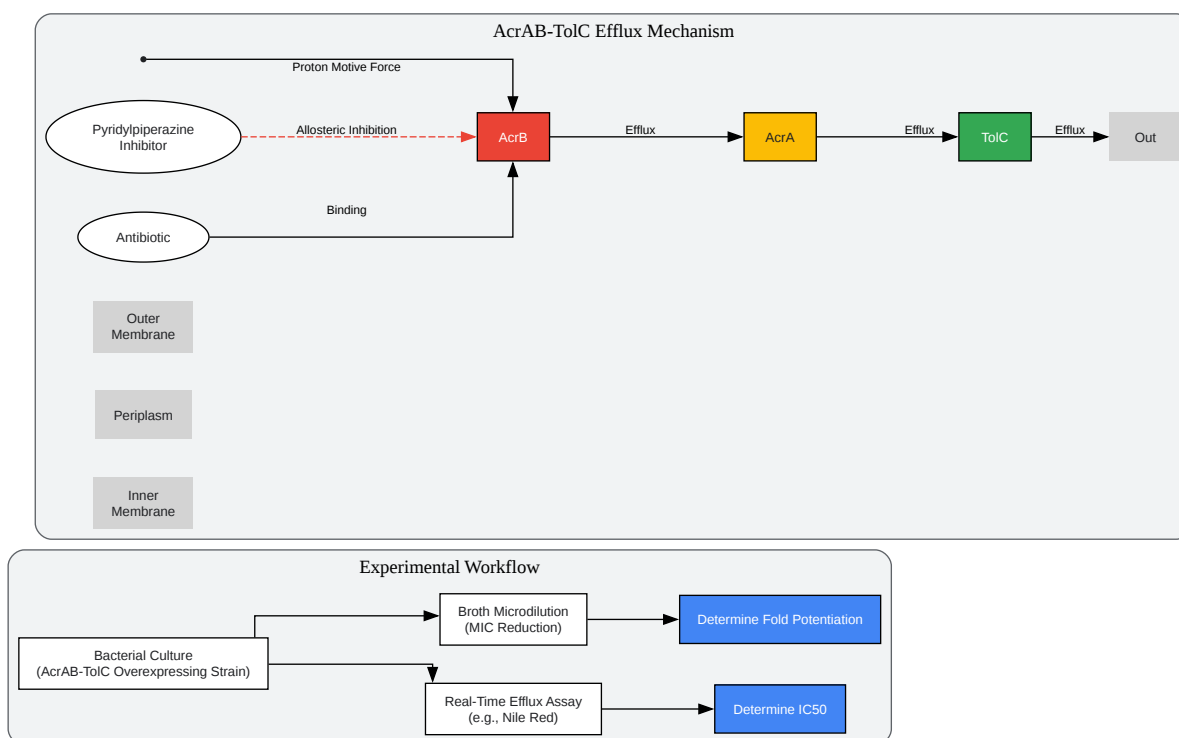 AcrAB-TolC Efflux Mechanism
Proton Motive Force
Pyridylpiperazine
Inhibitor
Allosteric Inhibition
AcrB
Efflux
AcrA
Efflux
TolC
Efflux
Out
Binding
Antibiotic
Outer
Membrane
Periplasm
Inner
Membrane
Experimental Workflow
Bacterial Culture
(AcrAB-TolC Overexpressing Strain)
Broth Microdilution
(MIC Reduction)
Determine Fold Potentiation
Real-Time Efflux Assay
(e.g., Nile Red)
Determine IC50